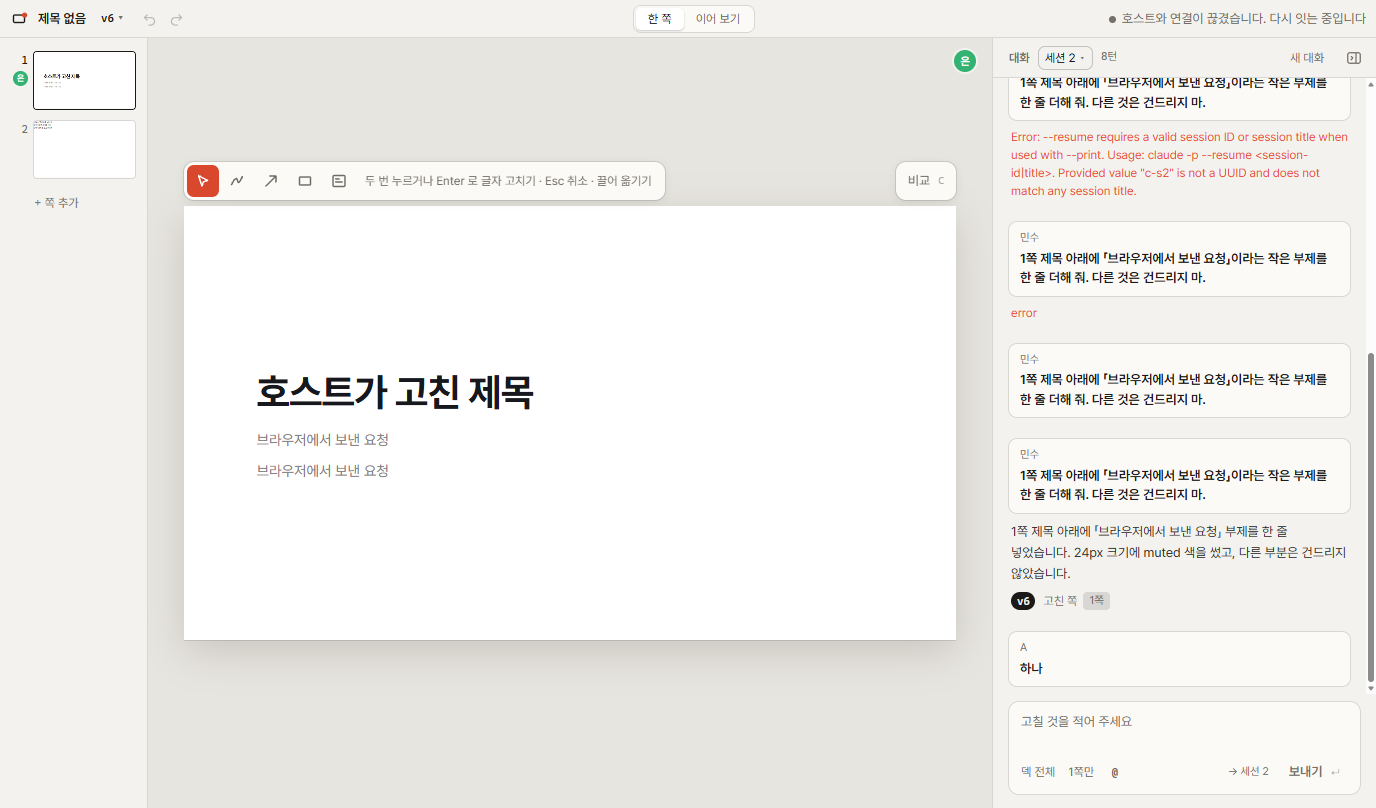 제목 없음 v6
한 쪽 이어 보기
호스트와 연결이 끊겼습니다. 다시 잇는 중입니다
1
온
호스트가 고친 제목
2
+ 쪽 추가
온
두 번 누르거나 Enter 로 글자 고치기 · Esc 취소 · 끌어 옮기기
비교 C
호스트가 고친 제목
브라우저에서 보낸 요청
브라우저에서 보낸 요청
대화 세션 2 8턴 새 대화
1쪽 제목 아래에 「브라우저에서 보낸 요청」이라는 작은 부제를
한 줄 더해 줘. 다른 것은 건드리지 마.
Error: --resume requires a valid session ID or session title when
used with --print. Usage: claude -p --resume <session-
id|title>. Provided value "c-s2" is not a UUID and does not
match any session title.
민수
1쪽 제목 아래에 「브라우저에서 보낸 요청」이라는 작은 부제를
한 줄 더해 줘. 다른 것은 건드리지 마.
error
민수
1쪽 제목 아래에 「브라우저에서 보낸 요청」이라는 작은 부제를
한 줄 더해 줘. 다른 것은 건드리지 마.
민수
1쪽 제목 아래에 「브라우저에서 보낸 요청」이라는 작은 부제를
한 줄 더해 줘. 다른 것은 건드리지 마.
1쪽 제목 아래에 「브라우저에서 보낸 요청」 부제를 한 줄
넣었습니다. 24px 크기에 muted 색을 썼고, 다른 부분은 건드리지
않았습니다.
v6 고친 쪽 1쪽
A
하나
고칠 것을 적어 주세요
덱 전체 1쪽만 @ → 세션 2 보내기 ↵